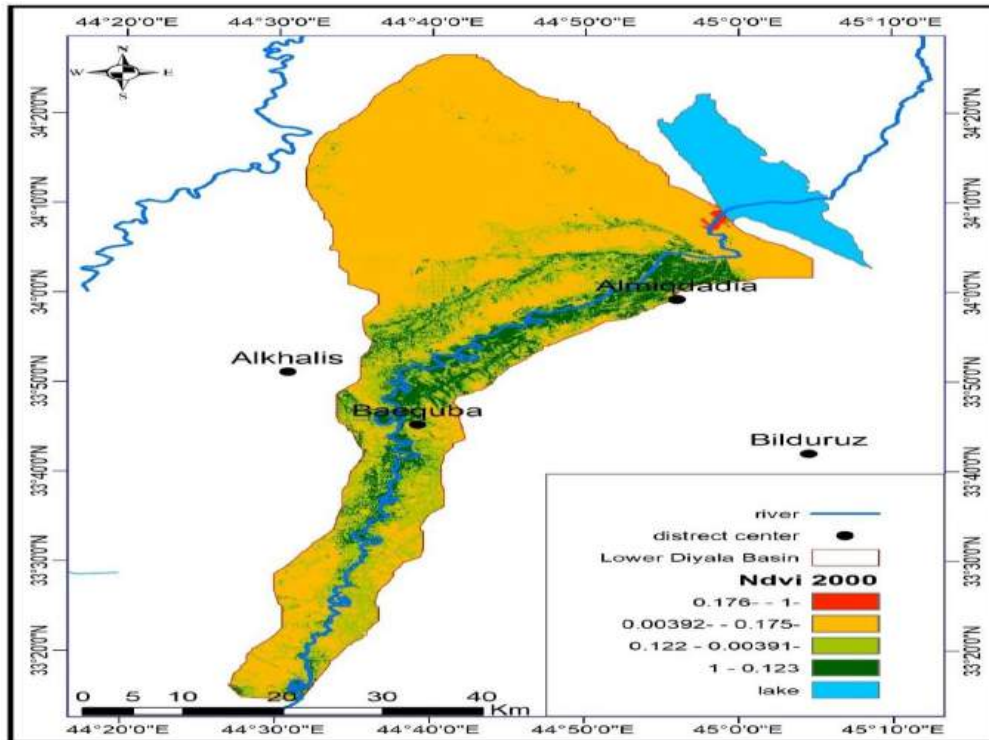 44°20'0"E 44°30'0"E 44°40'0"E 44°50'0"E 45°0'0"E 45°10'0"E
N
W E
S
34°20'0"N 34°20'0"N
34°10'0"N 34°10'0"N
34°0'0"N 34°0'0"N
Almiqdadia
Alkhalis
33°50'0"N 33°50'0"N
Baequba
Bilduruz
33°40'0"N 33°40'0"N
33°30'0"N 33°30'0"N
33°20'0"N 33°20'0"N
river
distrect center
Lower Diyala Basin
Ndvi 2000
0.176- - 1-
0.00392- - 0.175-
0.122 - 0.00391-
1 - 0.123
lake
0 5 10 20 30 40
Km
44°20'0"E 44°30'0"E 44°40'0"E 44°50'0"E 45°0'0"E 45°10'0"E